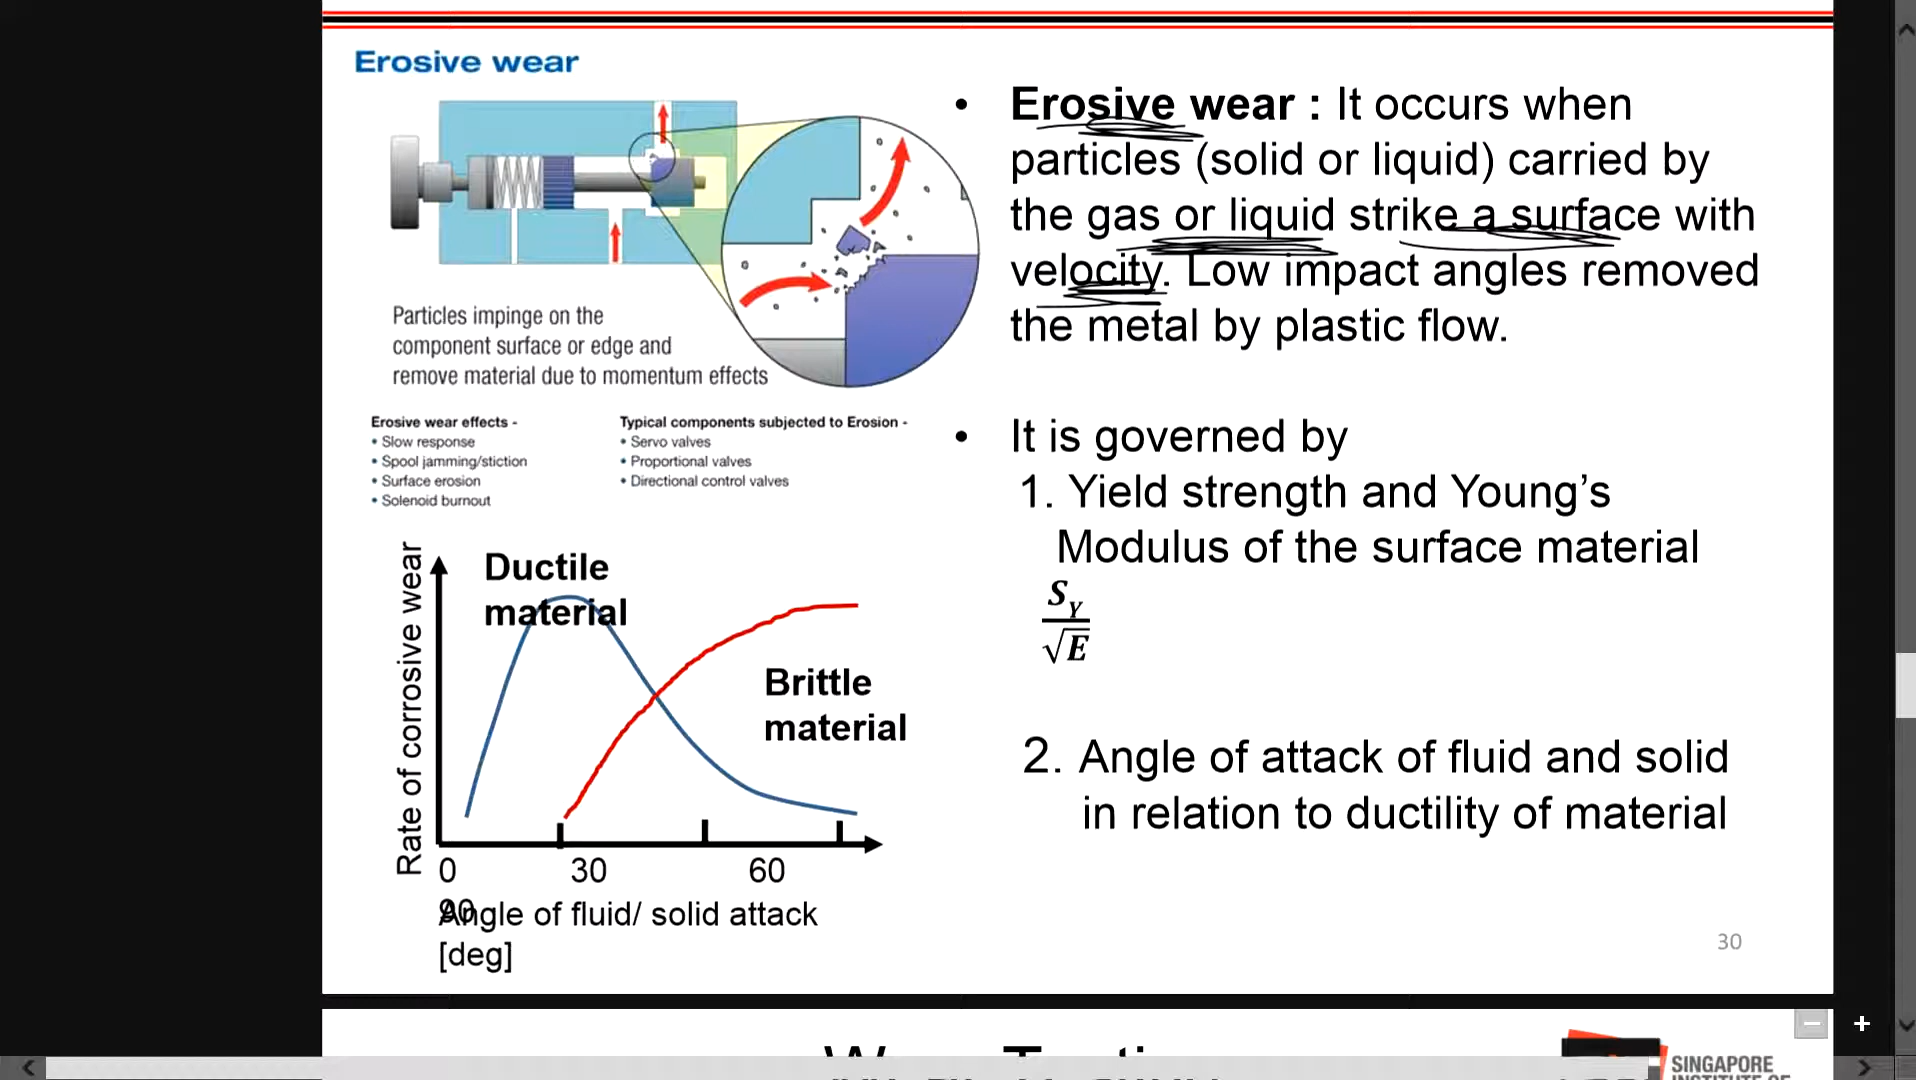 Erosive wear
Particles impinge on the
component surface or edge and
remove material due to momentum effects
Erosive wear effects -
• Slow response
• Spool jamming/stiction
• Surface erosion
• Solenoid burnout
Typical components subjected to Erosion -
• Servo valves
• Proportional valves
• Directional control valves
Rate of corrosive wear
Ductile
material
Brittle
material
0 30 60
90
Angle of fluid/ solid attack
[deg]
• Erosive wear : It occurs when
particles (solid or liquid) carried by
the gas or liquid strike a surface with
velocity. Low impact angles removed
the metal by plastic flow.
• It is governed by
1. Yield strength and Young’s
Modulus of the surface material
S_Y
√E
2. Angle of attack of fluid and solid
in relation to ductility of material
30
SINGAPORE